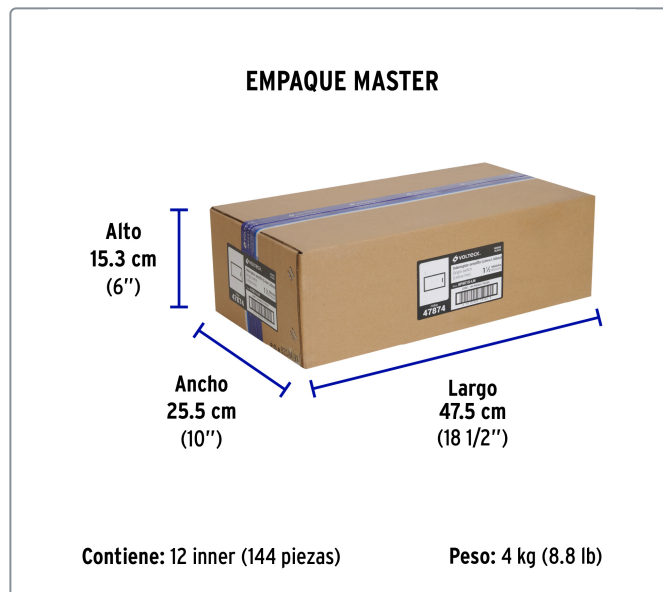 EMPAQUE MASTER
Alto
15.3 cm
(6’’)
VOLTECK
47874
47874
Ancho
25.5 cm
(10’’)
Largo
47.5 cm
(18 1/2’’)
Contiene: 12 inner (144 piezas)
Peso: 4 kg (8.8 lb)